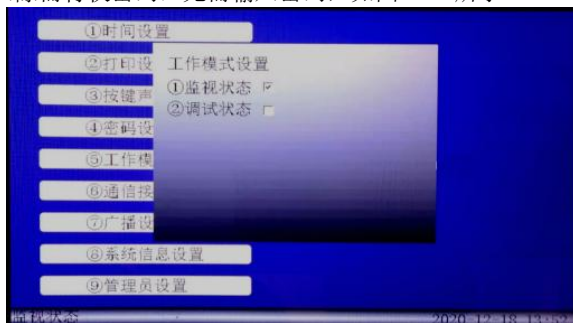 ①时间设置
②打印设
工作模式设置
①监视状态
③按键声
②调试状态
④密码设
⑤工作模
⑥通信接
⑦广播设
⑧系统信息设置
⑨管理员设置
监视状态
2020-12-18 13:52